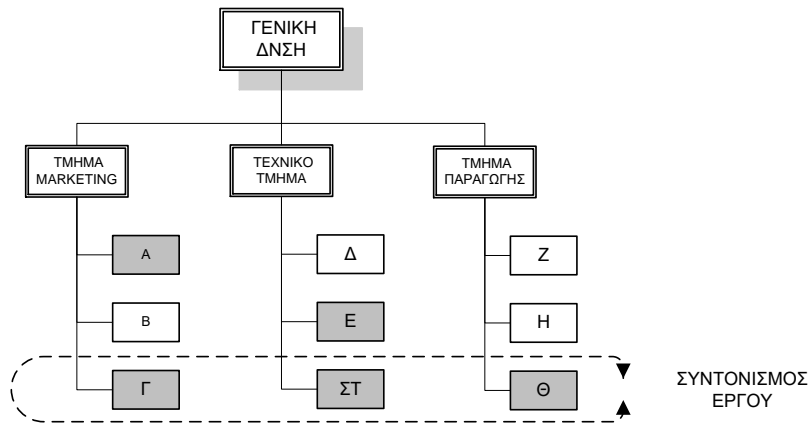 ΓΕΝΙΚΗ
ΔΝΣΗ
ΤΜΗΜΑ
MARKETING
ΤΕΧΝΙΚΟ
ΤΜΗΜΑ
ΤΜΗΜΑ
ΠΑΡΑΓΩΓΗΣ
Α
Δ
Ζ
Β
Ε
Η
Γ
ΣΤ
Θ
ΣΥΝΤΟΝΙΣΜΟΣ
ΕΡΓΟΥ